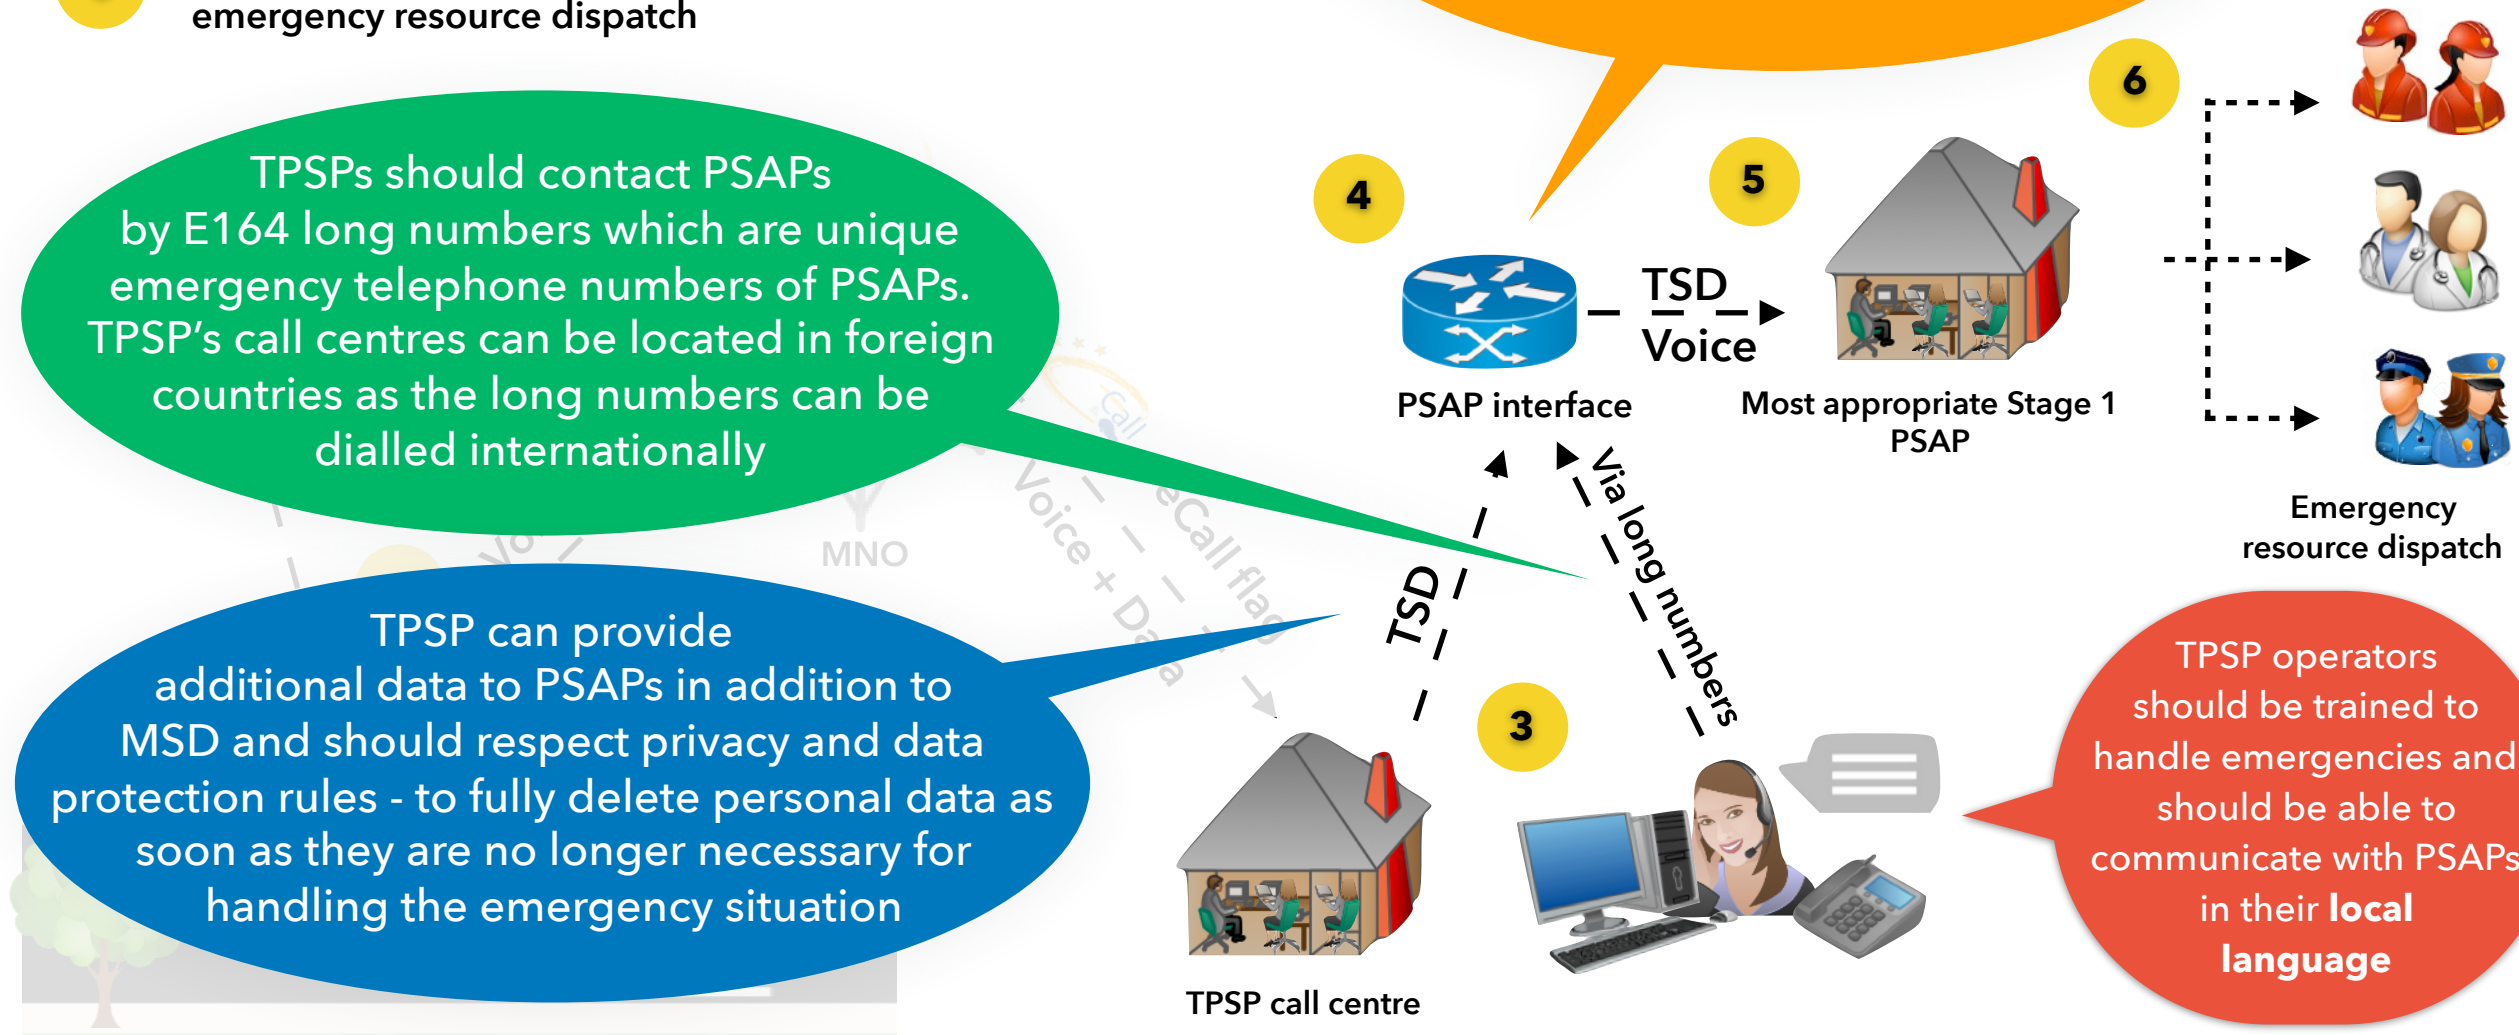 emergency resource dispatch
6
TPSPs should contact PSAPs
by E164 long numbers which are unique
emergency telephone numbers of PSAPs.
TPSP’s call centres can be located in foreign
countries as the long numbers can be
dialled internationally
4
5
TSD
Voice
PSAP interface
Most appropriate Stage 1
PSAP
Emergency
resource dispatch
Call
Voice + Data
eCall flag
MNO
TSD
Via long numbers
TPSP can provide
additional data to PSAPs in addition to
MSD and should respect privacy and data
protection rules - to fully delete personal data as
soon as they are no longer necessary for
handling the emergency situation
3
TPSP call centre
TPSP operators
should be trained to
handle emergencies and
should be able to
communicate with PSAPs
in their local
language